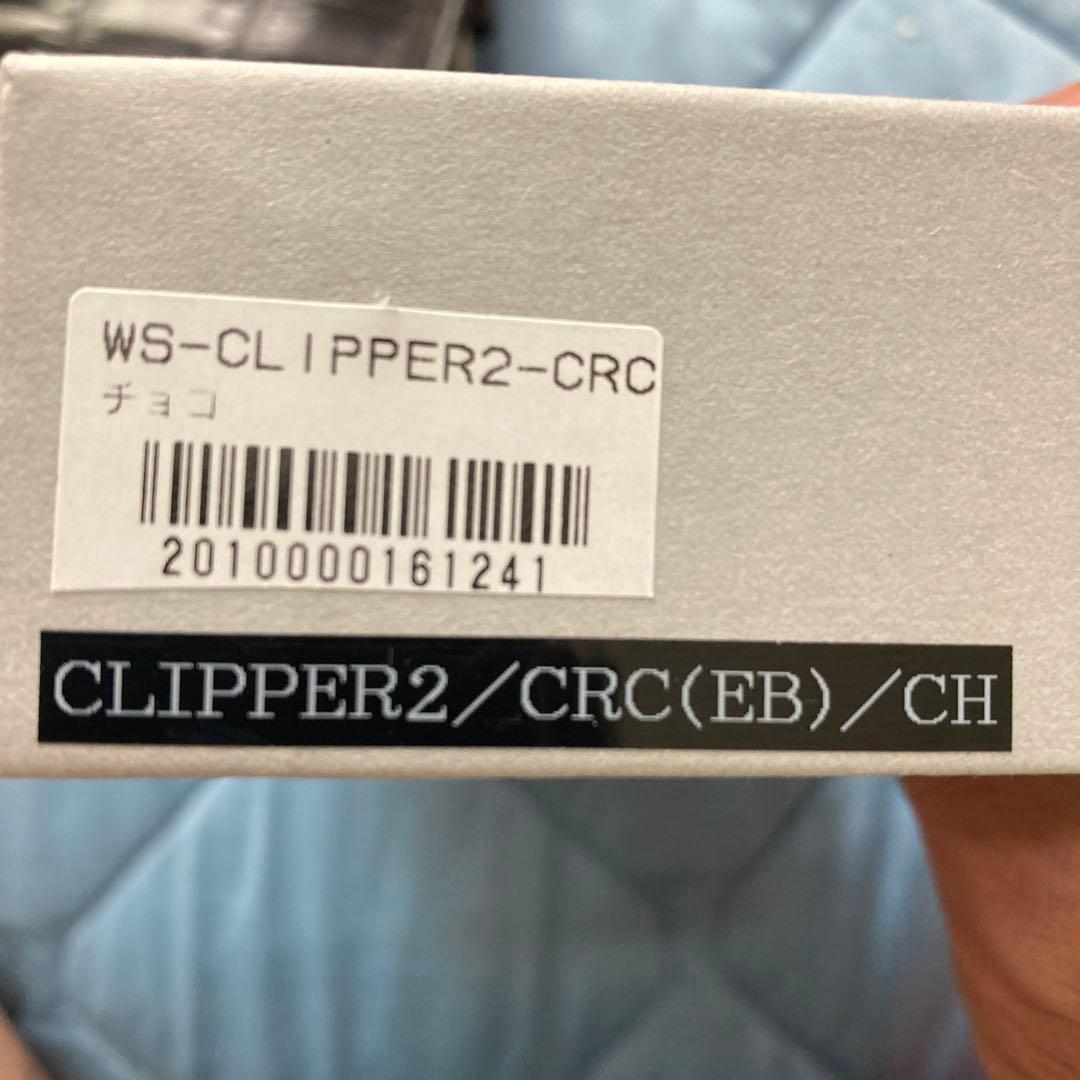 WS-CLIPPER2-CRC
チョコ
2010000161241
CLIPPER2/CRC(EB)/CH